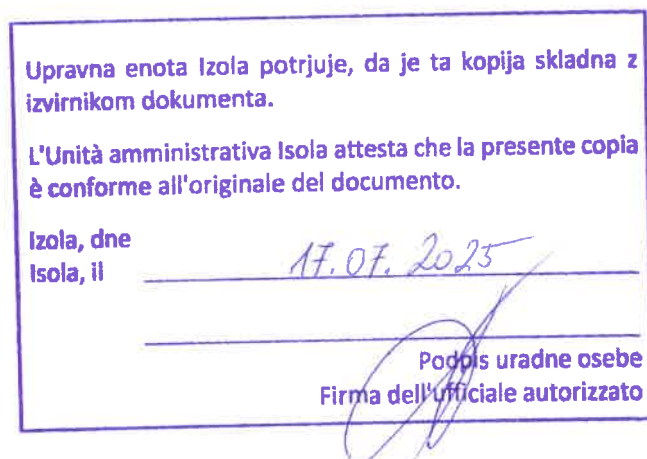 Upravna enota Izola potrjuje, da je ta kopija skladna z
izvirnikom dokumenta.
L'Unità amministrativa Isola attesta che la presente copia
è conforme all'originale del documento.
Izola, dne
Isola, il 17.07.2025
Podpis uradne osebe
Firma dell'ufficiale autorizzato